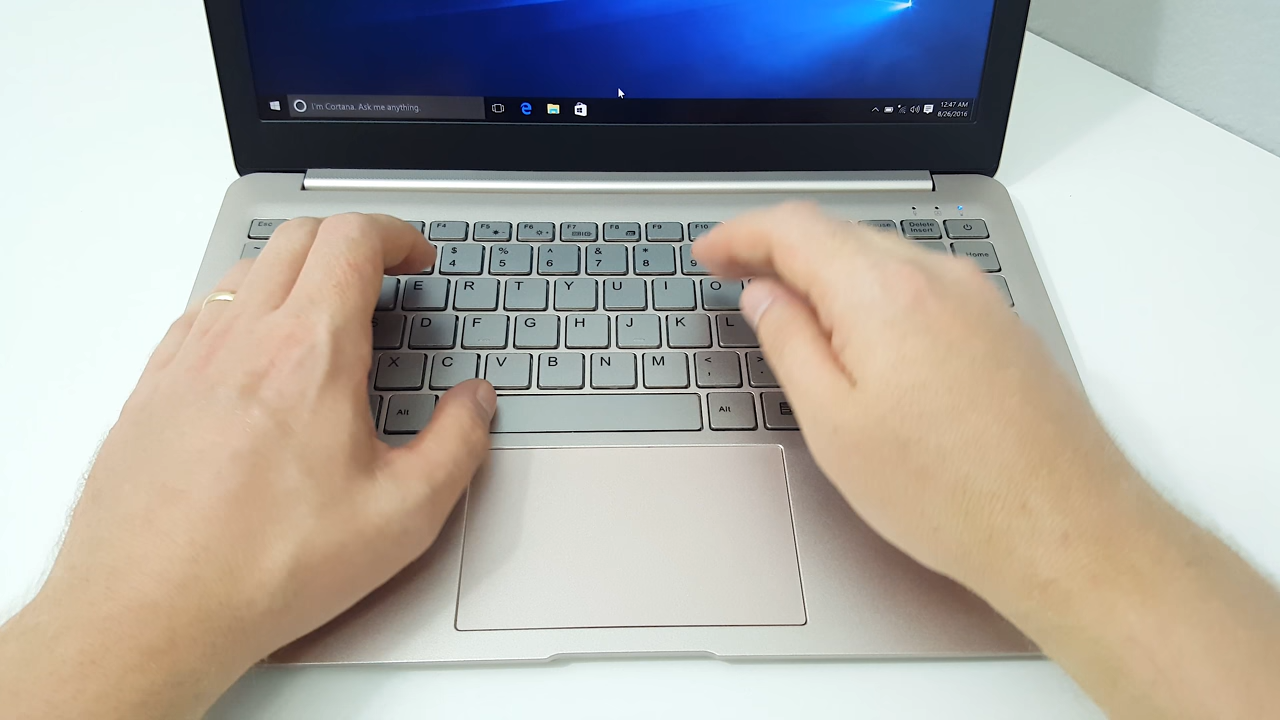 I'm Cortana. Ask me anything.
12:47 AM
8/26/2016
Esc F4 F5 F6 F7 F8 F9 F10 Delete
Insert
$ % ^ & *
4 5 6 7 8 9 Home
E R T Y U I O
D F G H J K L
X C V B N M < >
,
Alt Alt